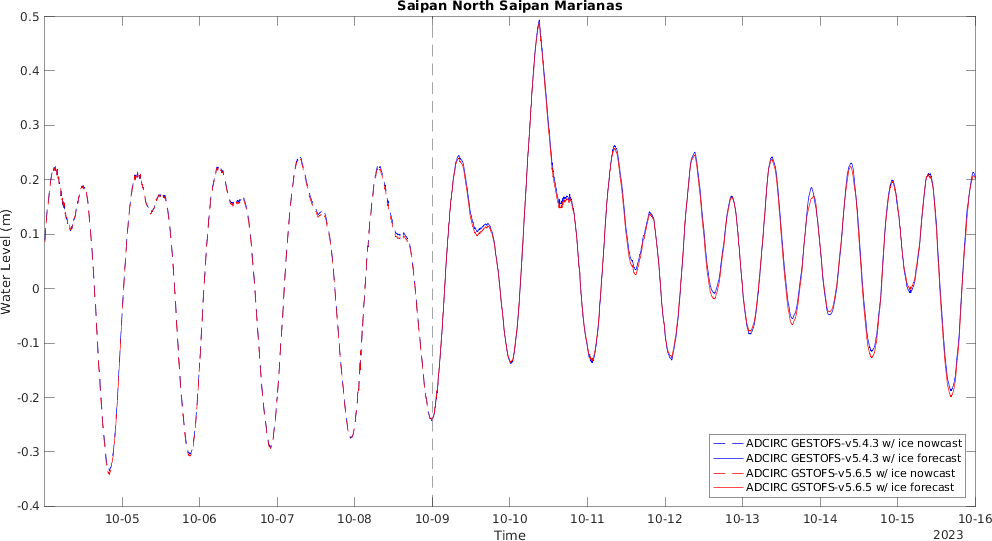 Saipan North Saipan Marianas
0.5
0.4
0.3
0.2
0.1
0
-0.1
-0.2
-0.3
-0.4
Water Level (m)
10-05 10-06 10-07 10-08 10-09 10-10 10-11 10-12 10-13 10-14 10-15 10-16
Time
2023
ADCIRC GESTOFS-v5.4.3 w/ ice nowcast
ADCIRC GESTOFS-v5.4.3 w/ ice forecast
ADCIRC GSTOFS-v5.6.5 w/ ice nowcast
ADCIRC GSTOFS-v5.6.5 w/ ice forecast